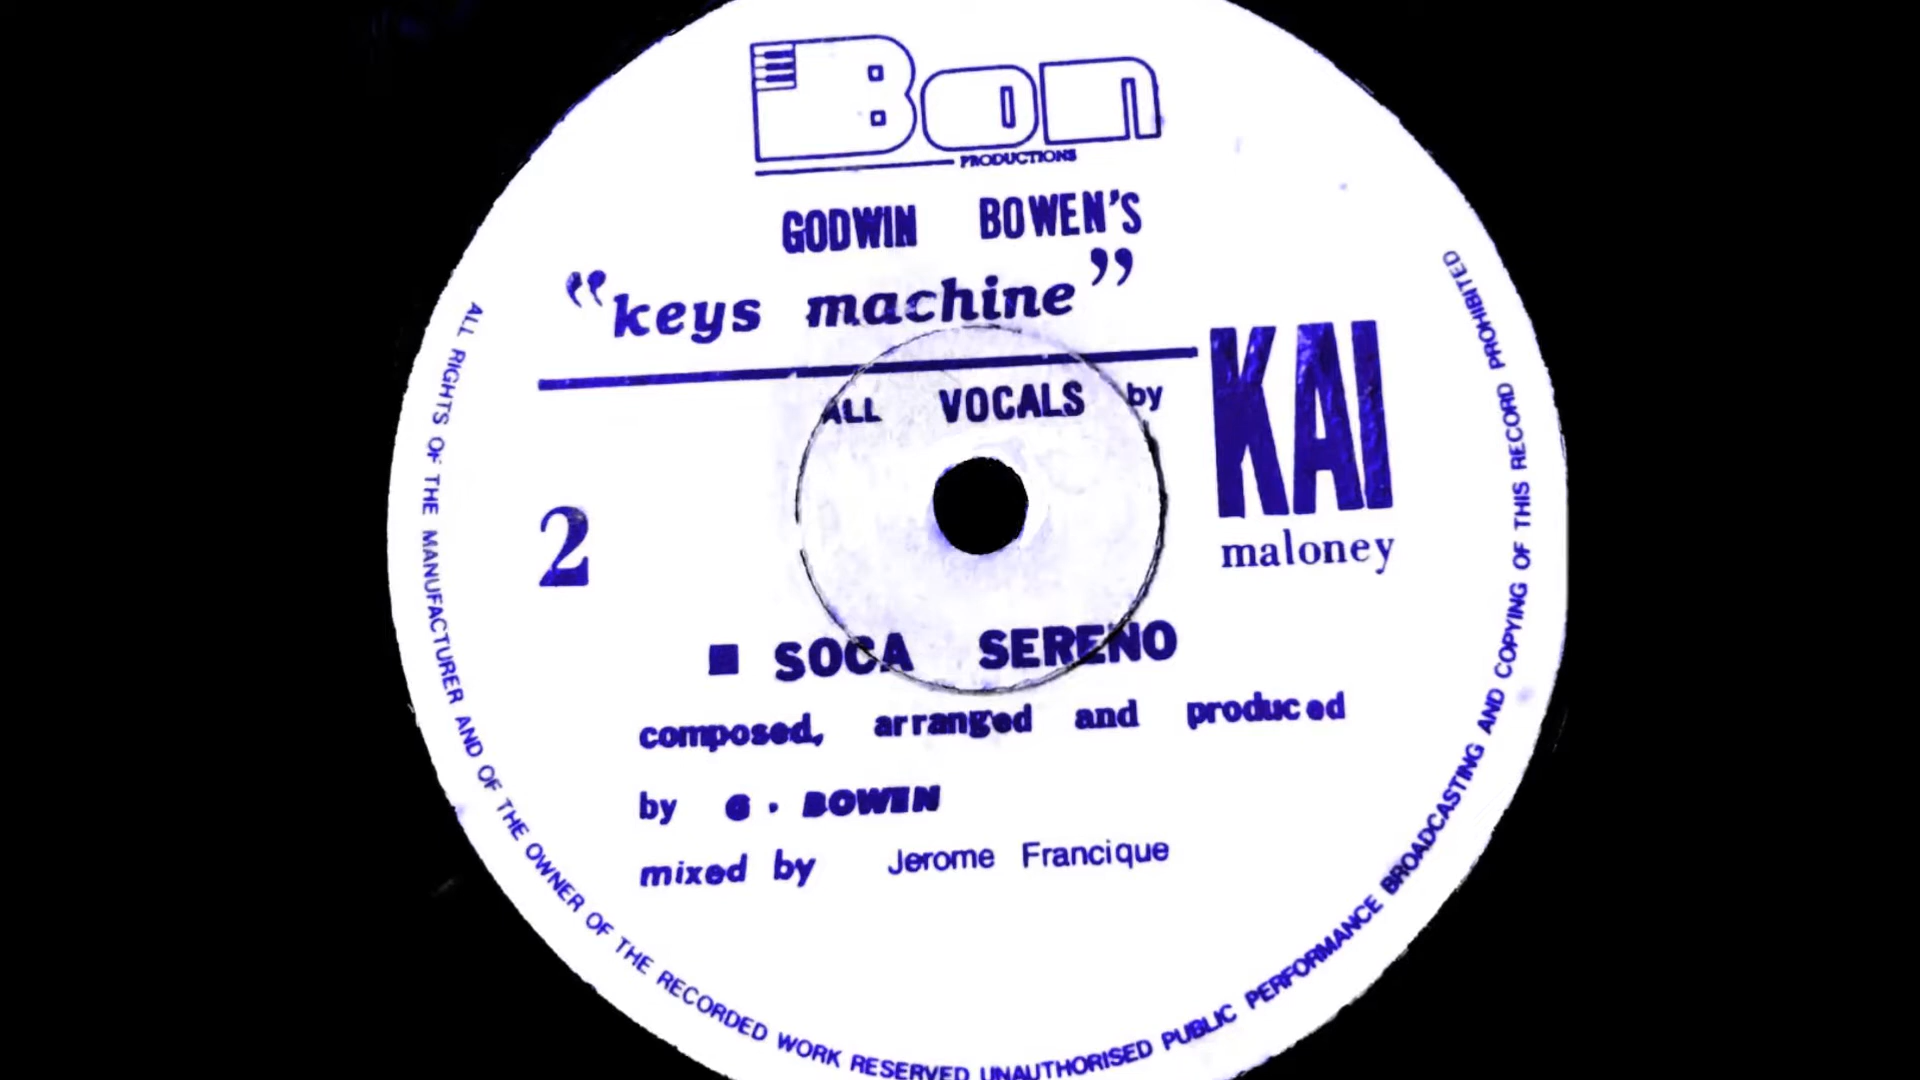 Bon
PRODUCTIONS
GODWIN BOWEN'S
“keys machine”
ALL VOCALS by
KAI
maloney
2
■ SOCA SERENO
composed, arranged and produced
by G. BOWEN
mixed by Jerome Francique
ALL RIGHTS OF THE MANUFACTURER AND OF THE OWNER OF THE RECORDED WORK RESERVED UNAUTHORISED PUBLIC PERFORMANCE BROADCASTING AND COPYING OF THIS RECORD PROHIBITED